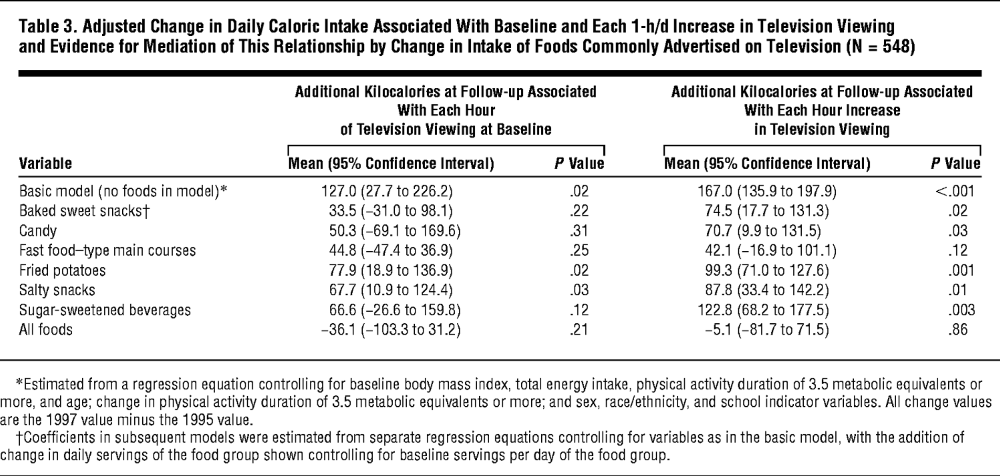 Table 3. Adjusted Change in Daily Caloric Intake Associated With Baseline and Each 1-h/d Increase in Television Viewing
and Evidence for Mediation of This Relationship by Change in Intake of Foods Commonly Advertised on Television (N = 548)
Additional Kilocalories at Follow-up Associated With Each Hour of Television Viewing at Baseline
Additional Kilocalories at Follow-up Associated With Each Hour Increase in Television Viewing
Variable Mean (95% Confidence Interval) P Value Mean (95% Confidence Interval) P Value
Basic model (no foods in model)* 127.0 (27.7 to 226.2) .02 167.0 (135.9 to 197.9) <.001
Baked sweet snacks† 33.5 (−31.0 to 98.1) .22 74.5 (17.7 to 131.3) .02
Candy 50.3 (−69.1 to 169.6) .31 70.7 (9.9 to 131.5) .03
Fast food–type main courses 44.8 (−47.4 to 36.9) .25 42.1 (−16.9 to 101.1) .12
Fried potatoes 77.9 (18.9 to 136.9) .02 99.3 (71.0 to 127.6) .001
Salty snacks 67.7 (10.9 to 124.4) .03 87.8 (33.4 to 142.2) .01
Sugar-sweetened beverages 66.6 (−26.6 to 159.8) .12 122.8 (68.2 to 177.5) .003
All foods −36.1 (−103.3 to 31.2) .21 −5.1 (−81.7 to 71.5) .86
*Estimated from a regression equation controlling for baseline body mass index, total energy intake, physical activity duration of 3.5 metabolic equivalents or
more, and age; change in physical activity duration of 3.5 metabolic equivalents or more; and sex, race/ethnicity, and school indicator variables. All change values
are the 1997 value minus the 1995 value.
†Coefficients in subsequent models were estimated from separate regression equations controlling for variables as in the basic model, with the addition of
change in daily servings of the food group shown controlling for baseline servings per day of the food group.